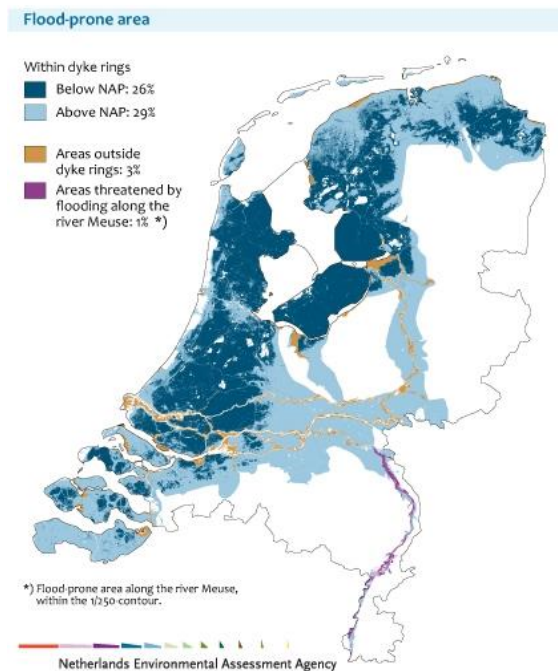 Flood-prone area
Within dyke rings
Below NAP: 26%
Above NAP: 29%
Areas outside
dyke rings: 3%
Areas threatened by
flooding along the
river Meuse: 1% *)
*) Flood-prone area along the river Meuse,
within the 1/250-contour.
Netherlands Environmental Assessment Agency